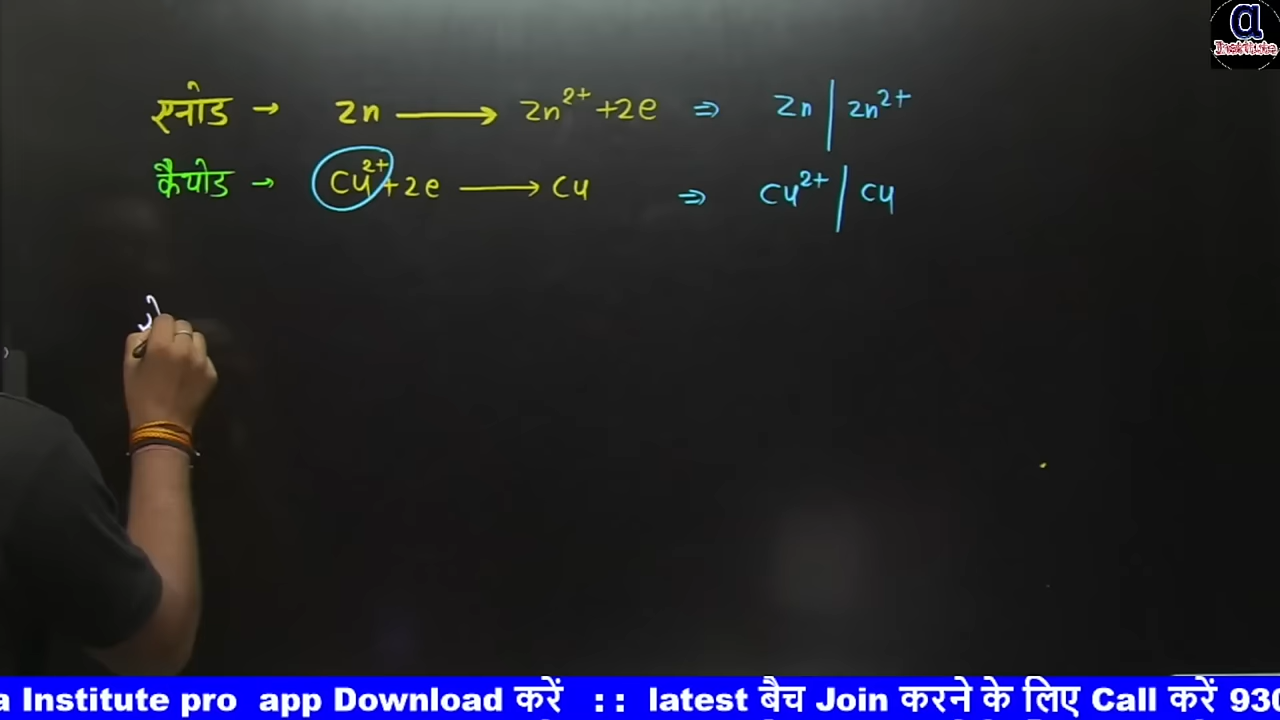 a
Institute
एनोड → Zn ⟶ Zn²⁺ + 2e ⇒ Zn | Zn²⁺
कैथोड → Cu²⁺ + 2e ⟶ Cu ⇒ Cu²⁺ | Cu
a Institute pro app Download करें : : latest बैच Join करने के लिए Call करें 930